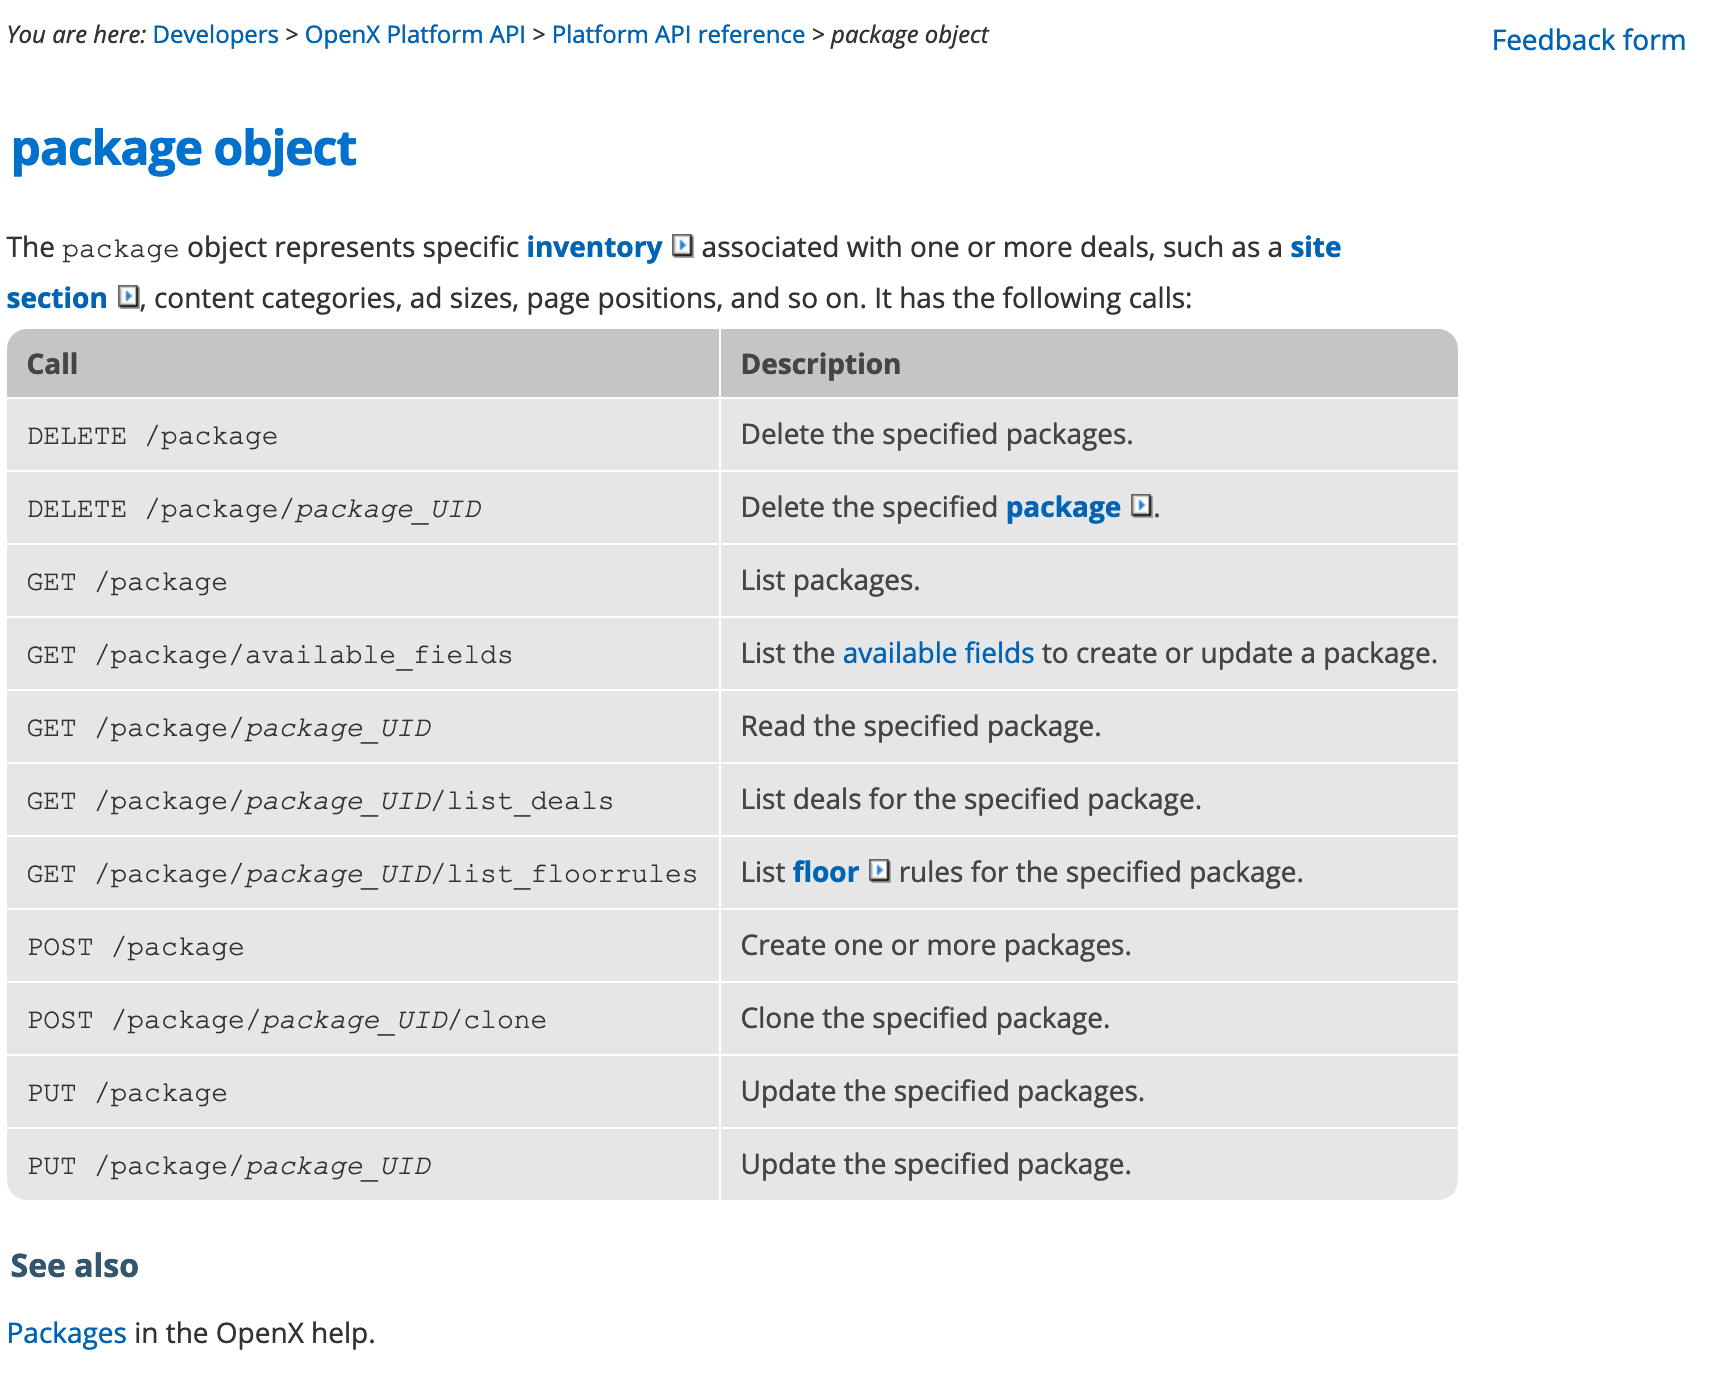 You are here: Developers > OpenX Platform API > Platform API reference > package object
Feedback form
package object
The package object represents specific inventory associated with one or more deals, such as a site
section, content categories, ad sizes, page positions, and so on. It has the following calls:
Call Description
DELETE /package Delete the specified packages.
DELETE /package/package_UID Delete the specified package.
GET /package List packages.
GET /package/available_fields List the available fields to create or update a package.
GET /package/package_UID Read the specified package.
GET /package/package_UID/list_deals List deals for the specified package.
GET /package/package_UID/list_floorrules List floor rules for the specified package.
POST /package Create one or more packages.
POST /package/package_UID/clone Clone the specified package.
PUT /package Update the specified packages.
PUT /package/package_UID Update the specified package.
See also
Packages in the OpenX help.